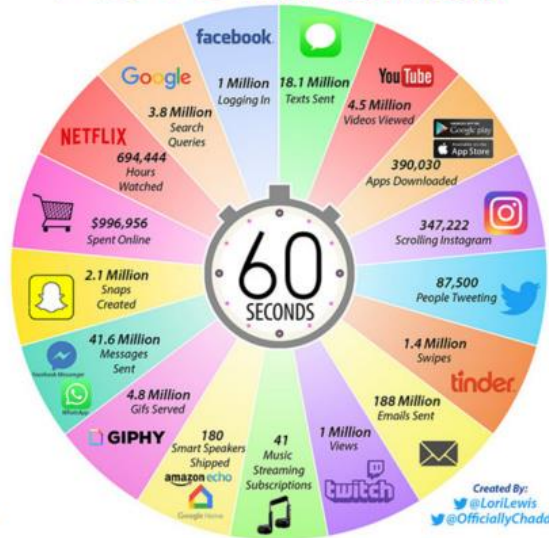 facebook
1 Million
Logging In
18.1 Million
Texts Sent
YouTube
4.5 Million
Videos Viewed
Google play
App Store
390,030
Apps Downloaded
347,222
Scrolling Instagram
87,500
People Tweeting
1.4 Million
Swipes
tinder
188 Million
Emails Sent
1 Million
Views
twitch
41
Music
Streaming
Subscriptions
180
Smart Speakers
Shipped
amazon echo
Google Home
4.8 Million
Gifs Served
GIPHY
41.6 Million
Messages
Sent
Facebook Messenger
WhatsApp
2.1 Million
Snaps
Created
$996,956
Spent Online
NETFLIX
694,444
Hours
Watched
Google
3.8 Million
Search
Queries
60
SECONDS
Created By:
@LoriLewis
@OfficiallyChadd